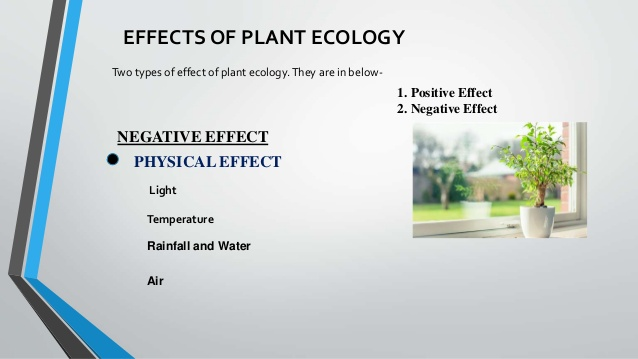 EFFECTS OF PLANT ECOLOGY
Two types of effect of plant ecology. They are in below-
1. Positive Effect
2. Negative Effect
NEGATIVE EFFECT
PHYSICAL EFFECT
Light
Temperature
Rainfall and Water
Air